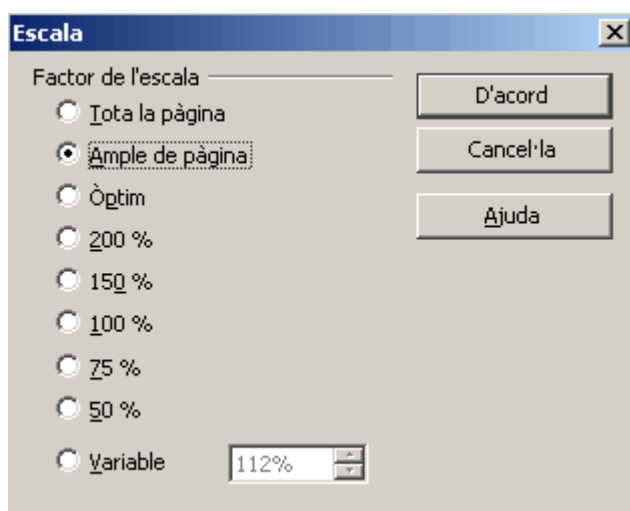 Escala
Factor de l'escala
Tota la pàgina
Ample de pàgina
Òptim
200 %
150 %
100 %
75 %
50 %
Variable 112%
D'acord
Cancel·la
Ajuda